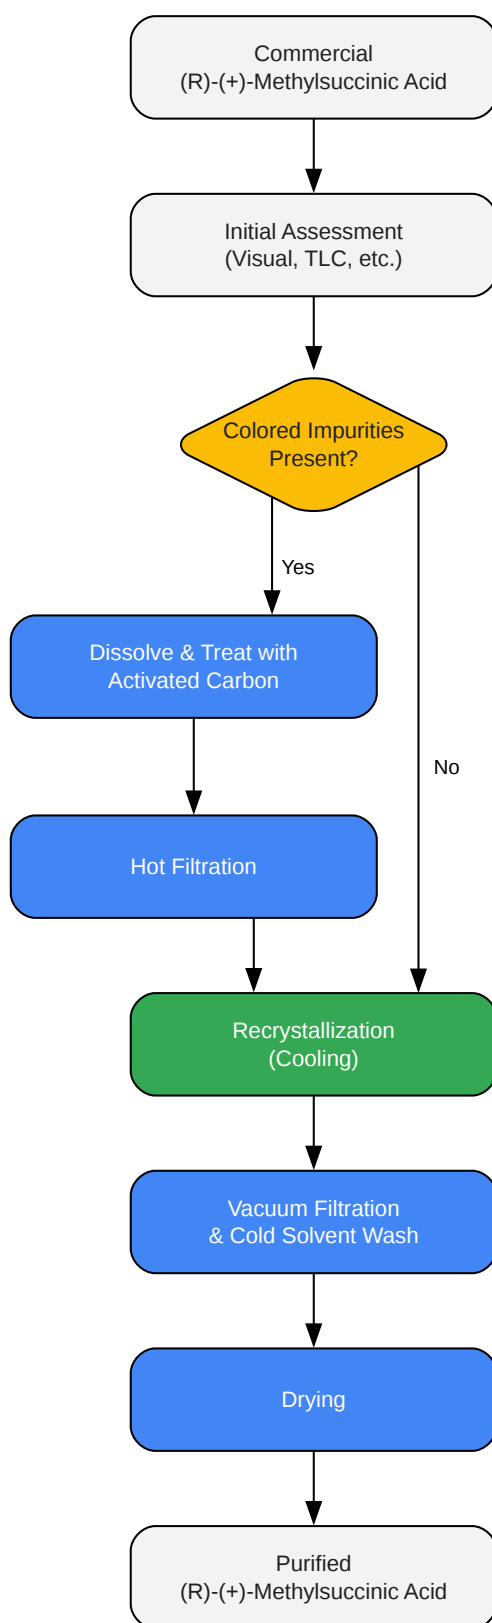 Commercial
(R)-(+)-Methylsuccinic Acid
Initial Assessment
(Visual, TLC, etc.)
Colored Impurities
Present?
Yes
Dissolve & Treat with
Activated Carbon
No
Hot Filtration
Recrystallization
(Cooling)
Vacuum Filtration
& Cold Solvent Wash
Drying
Purified
(R)-(+)-Methylsuccinic Acid